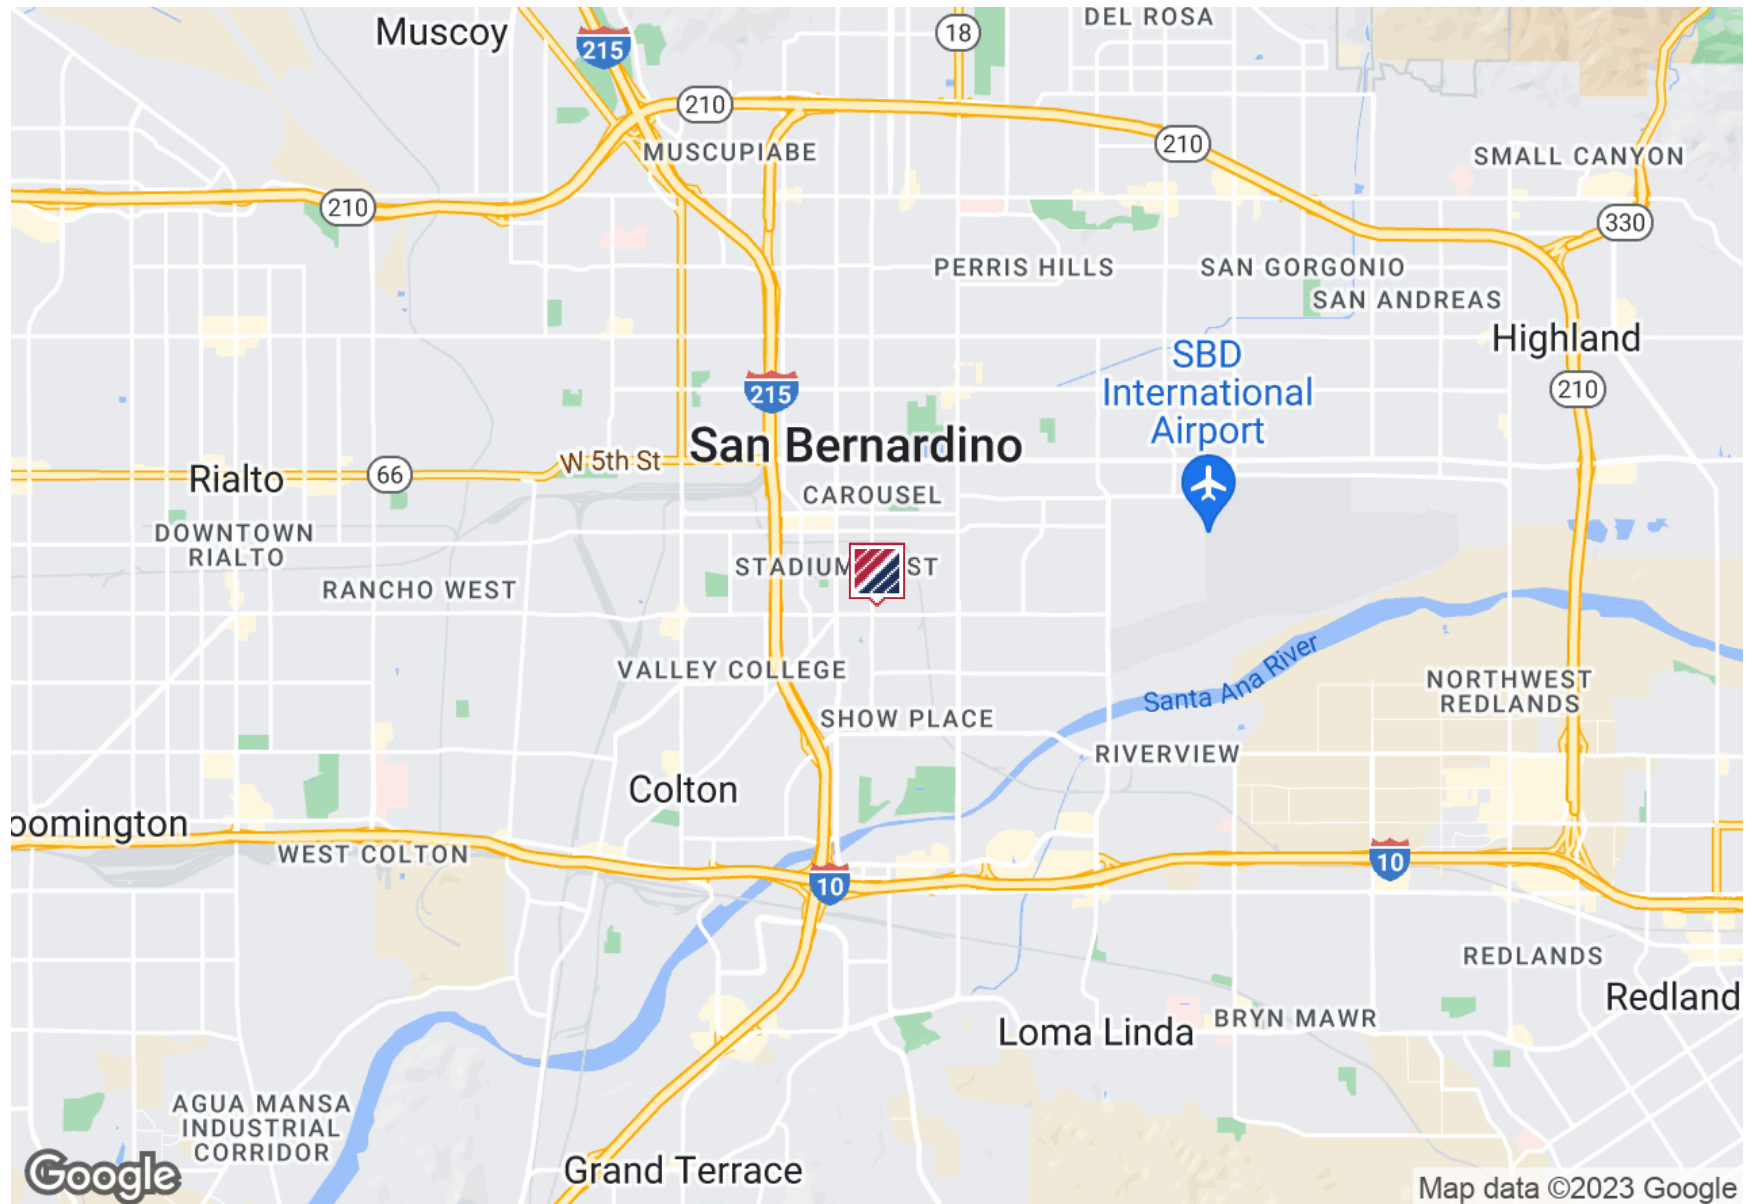 DEL ROSA
Muscoy
18
215
210
210
MUSCUPIABE
SMALL CANYON
210
330
PERRIS HILLS
SAN GORGONIO
SAN ANDREAS
Highland
SBD
International
Airport
215
210
San Bernardino
W 5th St
66
Rialto
CAROUSEL
DOWNTOWN
RIALTO
STADIUM
ST
RANCHO WEST
Santa Ana River
VALLEY COLLEGE
NORTHWEST
REDLANDS
SHOW PLACE
RIVERVIEW
Colton
oomington
WEST COLTON
10
10
REDLANDS
Redland
BRYN MAWR
Loma Linda
AGUA MANSA
INDUSTRIAL
CORRIDOR
Grand Terrace
Google
Map data ©2023 Google